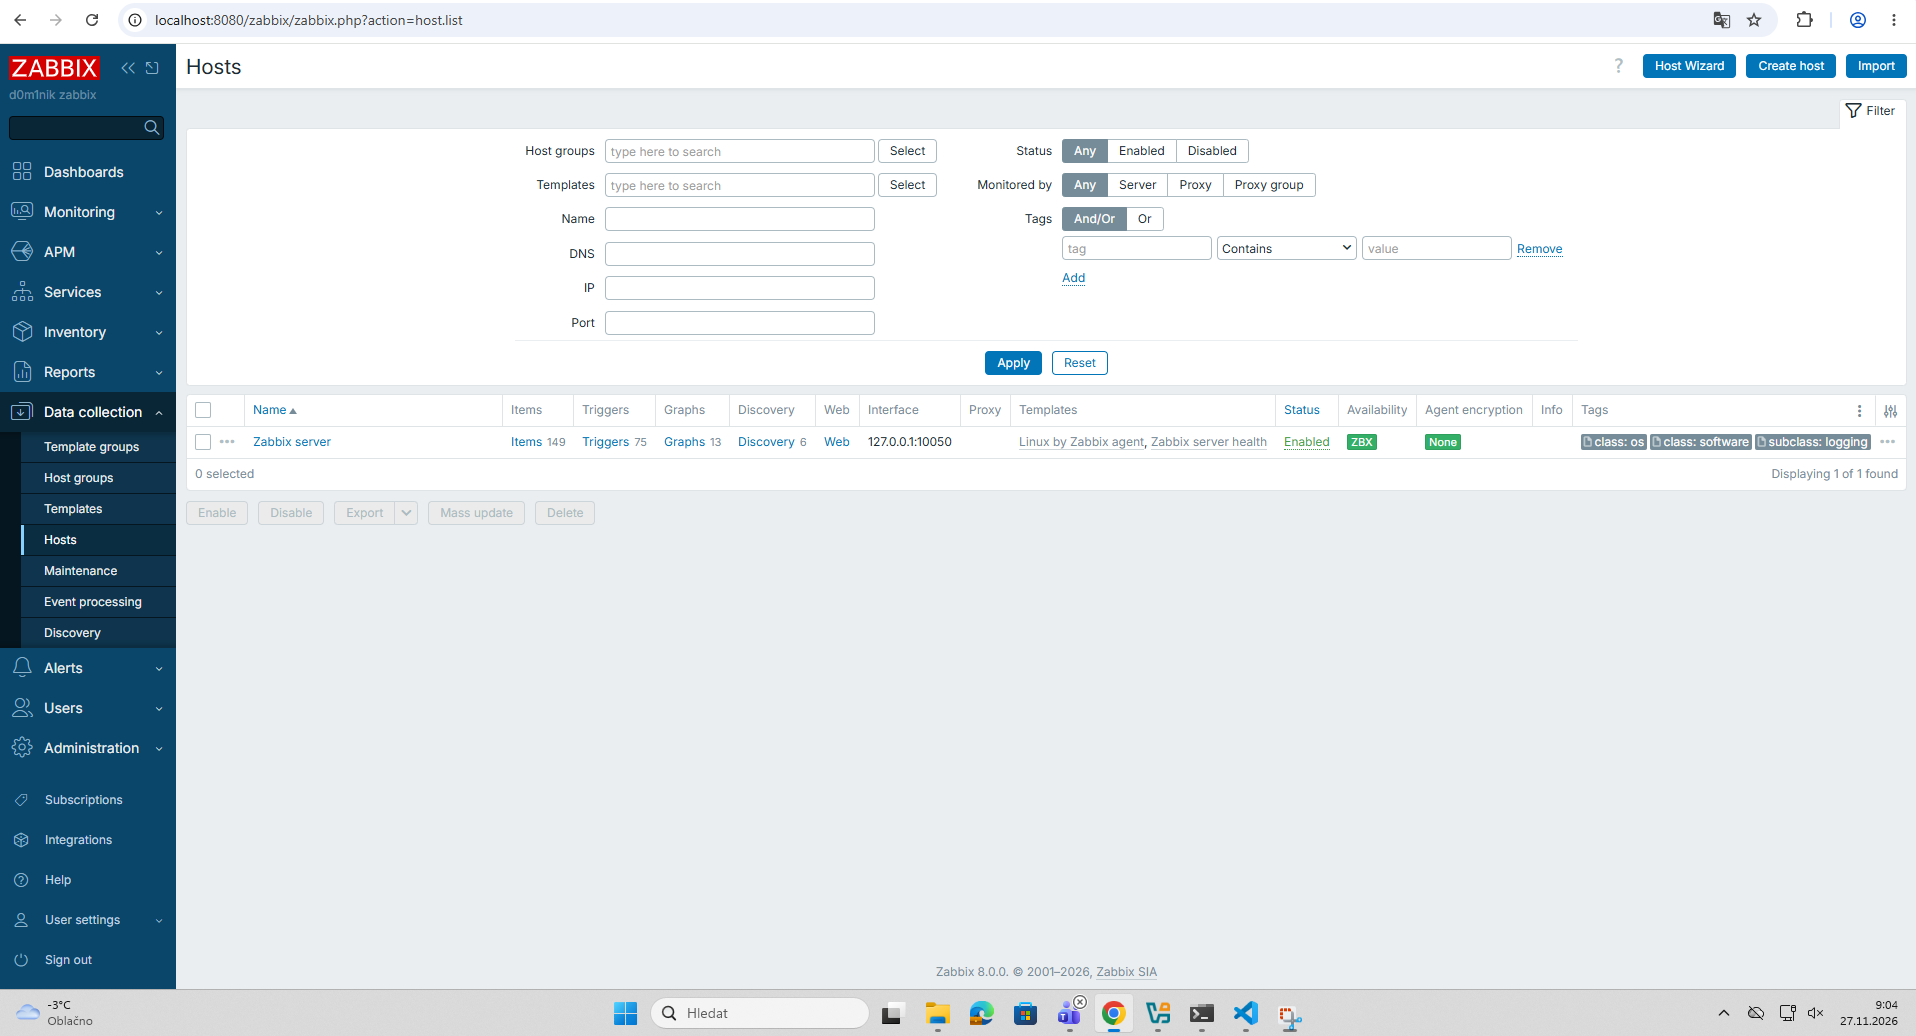 localhost:8080/zabbix/zabbix.php?action=host.list
ZABBIX
d0m1nik zabbix
Dashboards
Monitoring
APM
Services
Inventory
Reports
Data collection
Template groups
Host groups
Templates
Hosts
Maintenance
Event processing
Discovery
Alerts
Users
Administration
Subscriptions
Integrations
Help
User settings
Sign out
Hosts
? Host Wizard Create host Import
Filter
Host groups type here to search Select
Templates type here to search Select
Name
DNS
IP
Port
Status Any Enabled Disabled
Monitored by Any Server Proxy Proxy group
Tags And/Or Or
tag Contains value Remove
Add
Apply Reset
Name Items Triggers Graphs Discovery Web Interface Proxy Templates Status Availability Agent encryption Info Tags
Zabbix server Items 149 Triggers 75 Graphs 13 Discovery 6 Web 127.0.0.1:10050 Linux by Zabbix agent, Zabbix server health Enabled ZBX None class: os class: software subclass: logging
0 selected Displaying 1 of 1 found
Enable Disable Export Mass update Delete
Zabbix 8.0.0. © 2001–2026, Zabbix SIA
-3°C
Oblačno
Hledat
9:04
27.11.2026